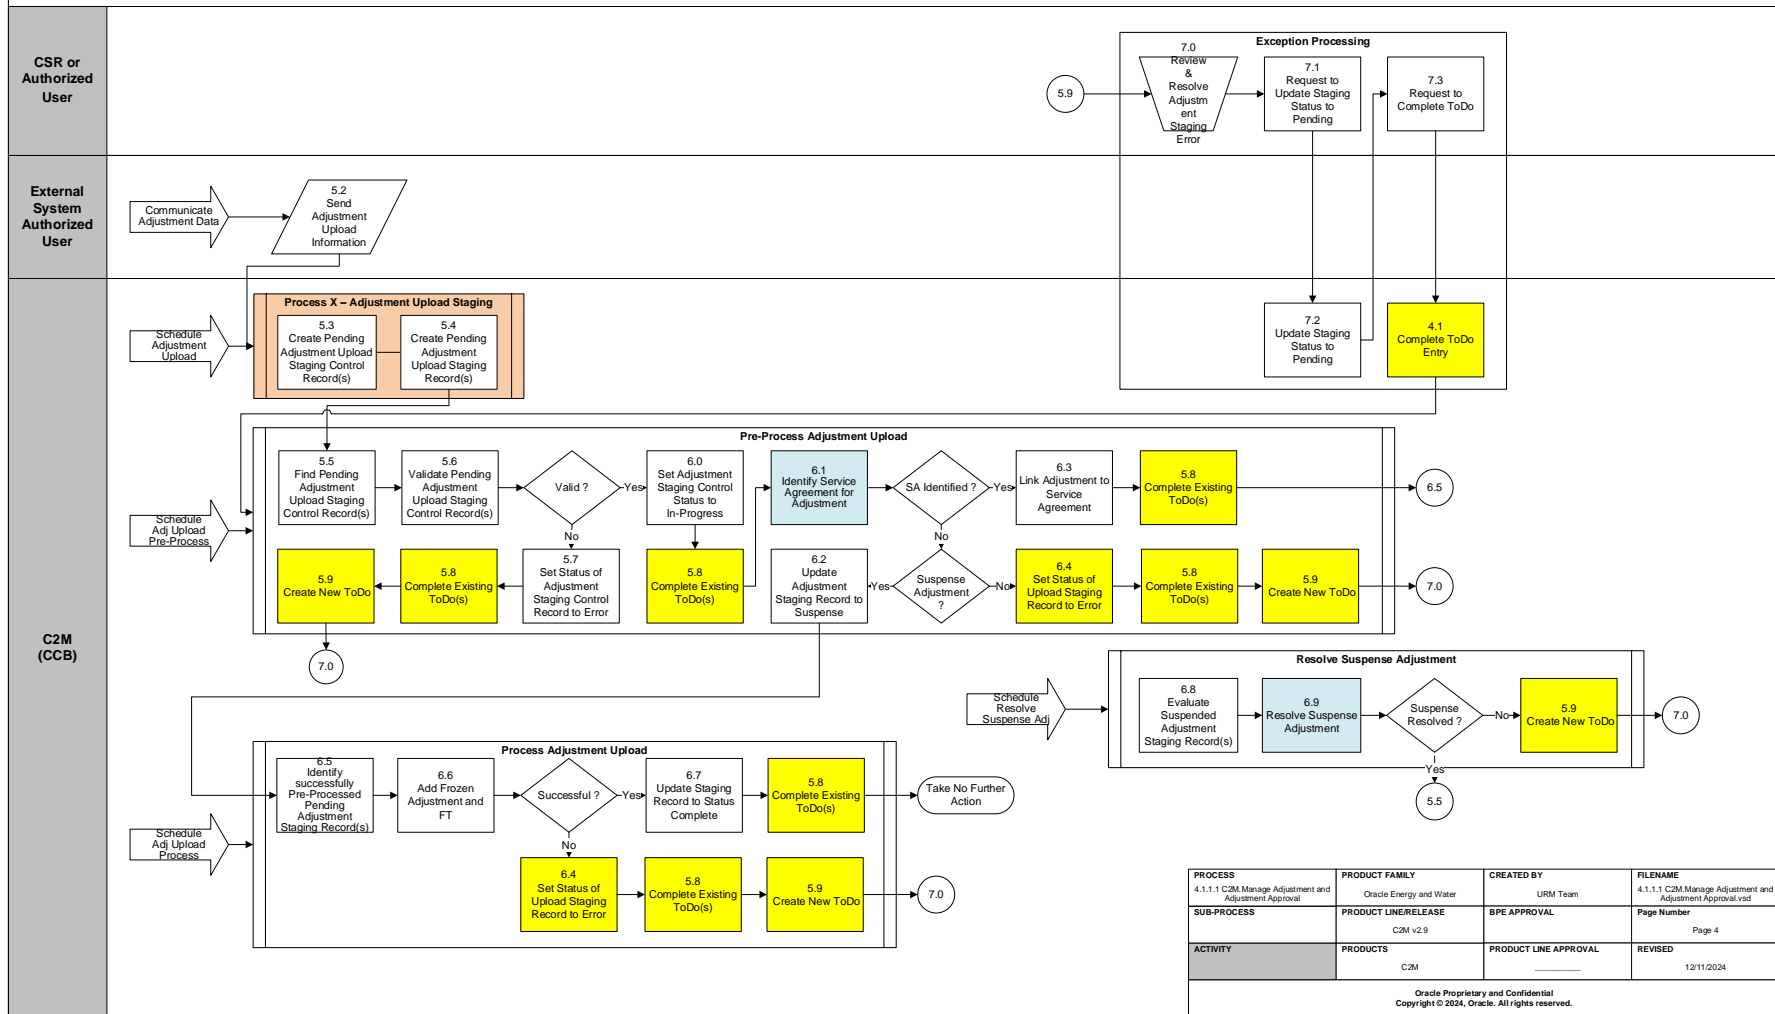 CSR or
Authorized
User
Exception Processing
5.9
7.0
Review
&
Resolve
Adjustm
ent
Staging
Error
7.1
Request to
Update Staging
Status to
Pending
7.3
Request to
Complete ToDo
External
System
Authorized
User
Communicate
Adjustment Data
5.2
Send
Adjustment
Upload
Information
C2M
(CCB)
Schedule
Adjustment
Upload
Process X – Adjustment Upload Staging
5.3
Create Pending
Adjustment Upload
Staging Control
Record(s)
5.4
Create Pending
Adjustment
Upload Staging
Record(s)
7.2
Update Staging
Status to
Pending
4.1
Complete ToDo
Entry
Schedule
Adj Upload
Pre-Process
Pre-Process Adjustment Upload
5.5
Find Pending
Adjustment
Upload Staging
Control Record(s)
5.6
Validate Pending
Adjustment
Upload Staging
Control Record(s)
Valid ?
Yes
6.0
Set Adjustment
Staging Control
Status to
In-Progress
6.1
Identify Service
Agreement for
Adjustment
SA Identified ?
Yes
6.3
Link Adjustment to
Service
Agreement
5.8
Complete Existing
ToDo(s)
6.5
No
No
5.9
Create New ToDo
5.8
Complete Existing
ToDo(s)
5.7
Set Status of
Adjustment
Staging Control
Record to Error
5.8
Complete Existing
ToDo(s)
6.2
Update
Adjustment
Staging Record to
Suspense
Yes
Suspense
Adjustment
?
No
6.4
Set Status of
Upload Staging
Record to Error
5.8
Complete Existing
ToDo(s)
5.9
Create New ToDo
7.0
7.0
Schedule
Resolve
Suspense Adj
Resolve Suspense Adjustment
6.8
Evaluate
Suspended
Adjustment
Staging Record(s)
6.9
Resolve Suspense
Adjustment
Suspense
Resolved ?
No
5.9
Create New ToDo
7.0
Yes
5.5
Schedule
Adj Upload
Process
Process Adjustment Upload
6.5
Identify
successfully
Pre-Processed
Pending
Adjustment
Staging Record(s)
6.6
Add Frozen
Adjustment and
FT
Successful ?
Yes
6.7
Update Staging
Record to Status
Complete
5.8
Complete Existing
ToDo(s)
Take No Further
Action
No
6.4
Set Status of
Upload Staging
Record to Error
5.8
Complete Existing
ToDo(s)
5.9
Create New ToDo
7.0
PROCESS
4.1.1.1 C2M.Manage Adjustment and
Adjustment Approval
PRODUCT FAMILY
Oracle Energy and Water
CREATED BY
URM Team
FILENAME
4.1.1.1 C2M.Manage Adjustment and
Adjustment Approval.vsd
SUB-PROCESS
PRODUCT LINE/RELEASE
C2M v2.9
BPE APPROVAL
Page Number
Page 4
ACTIVITY
PRODUCTS
C2M
PRODUCT LINE APPROVAL
___________
REVISED
12/11/2024
Oracle Proprietary and Confidential
Copyright © 2024, Oracle. All rights reserved.